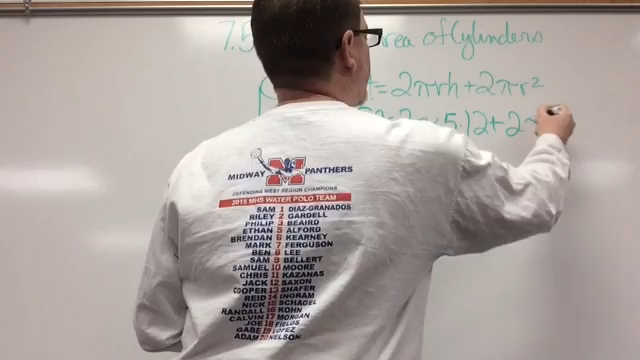 7.5 area of Cylinders
= 2πrh + 2πr²
5·12 + 2
MIDWAY M PANTHERS
DEFENDING WEST REGION CHAMPIONS
2015 MHS WATER POLO TEAM
SAM 1 DIAZ-GRANADOS
RILEY 2 GARDELL
PHILIP 3 BEAIRD
ETHAN 5 ALFORD
BRENDAN 6 KEARNEY
MARK 7 FERGUSON
BEN 8 LEE
SAM 9 BELLERT
SAMUEL 10 MOORE
CHRIS 11 KAZANAS
JACK 12 SAXON
COOPER 13 SHAFER
REID 14 INGRAM
NICK 15 SCHAGEL
RANDALL 16 KOHN
CALVIN 17 MORGAN
JOE 18 FIELDS
GABE 19 LOPEZ
ADAM 20 NELSON